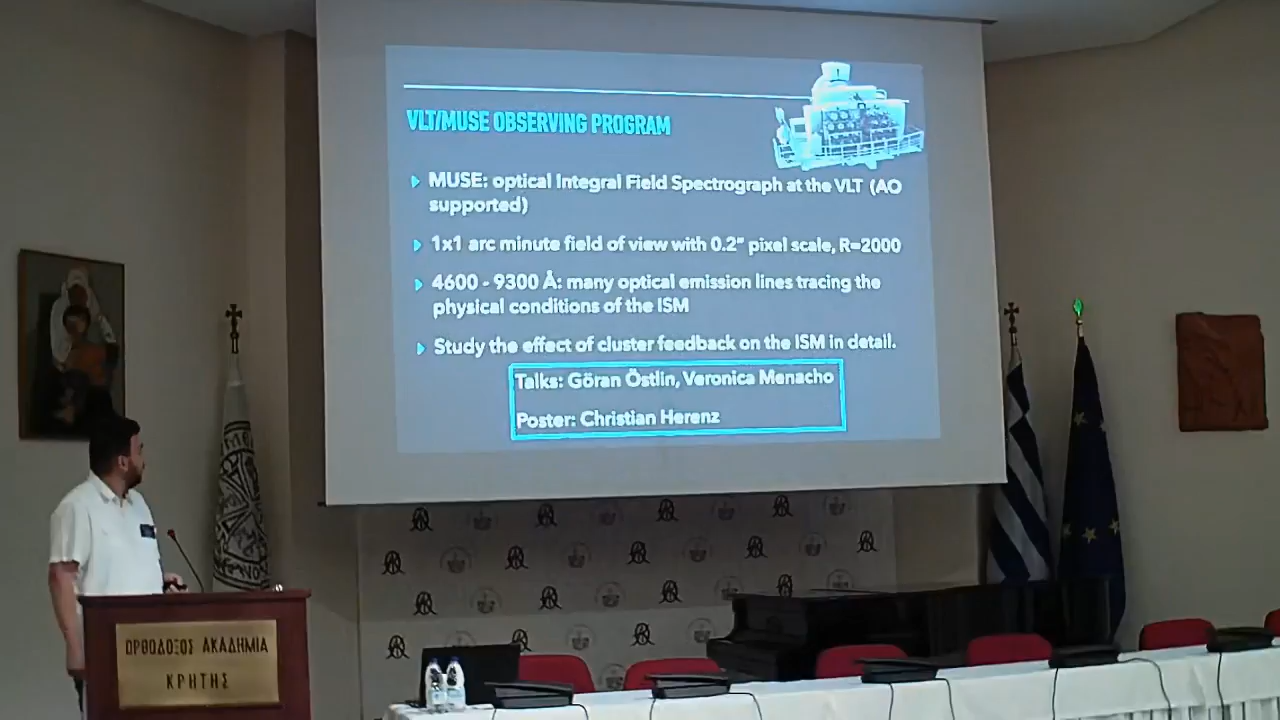 VLT/MUSE OBSERVING PROGRAM
MUSE: optical Integral Field Spectrograph at the VLT (AO
supported)
1x1 arc minute field of view with 0.2" pixel scale, R=2000
4600 - 9300 Å: many optical emission lines tracing the
physical conditions of the ISM
Study the effect of cluster feedback on the ISM in detail.
Talks: Göran Östlin, Veronica Menacho
Poster: Christian Herenz
ΟΡΘΟΔΟΞΟΣ ΑΚΑΔΗΜΙΑ
ΚΡΗΤΗΣ